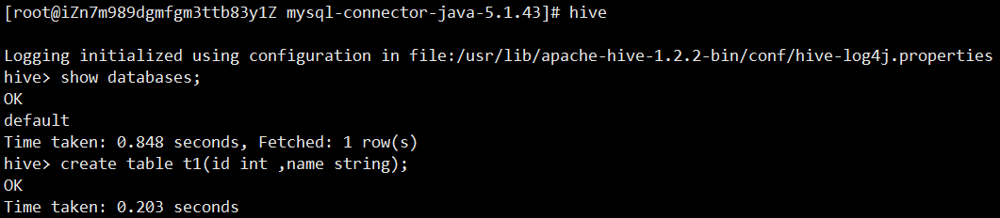 [root@iZn7m989dgmfgm3ttb83y1Z mysql-connector-java-5.1.43]# hive
Logging initialized using configuration in file:/usr/lib/apache-hive-1.2.2-bin/conf/hive-log4j.properties
hive> show databases;
OK
default
Time taken: 0.848 seconds, Fetched: 1 row(s)
hive> create table t1(id int ,name string);
OK
Time taken: 0.203 seconds